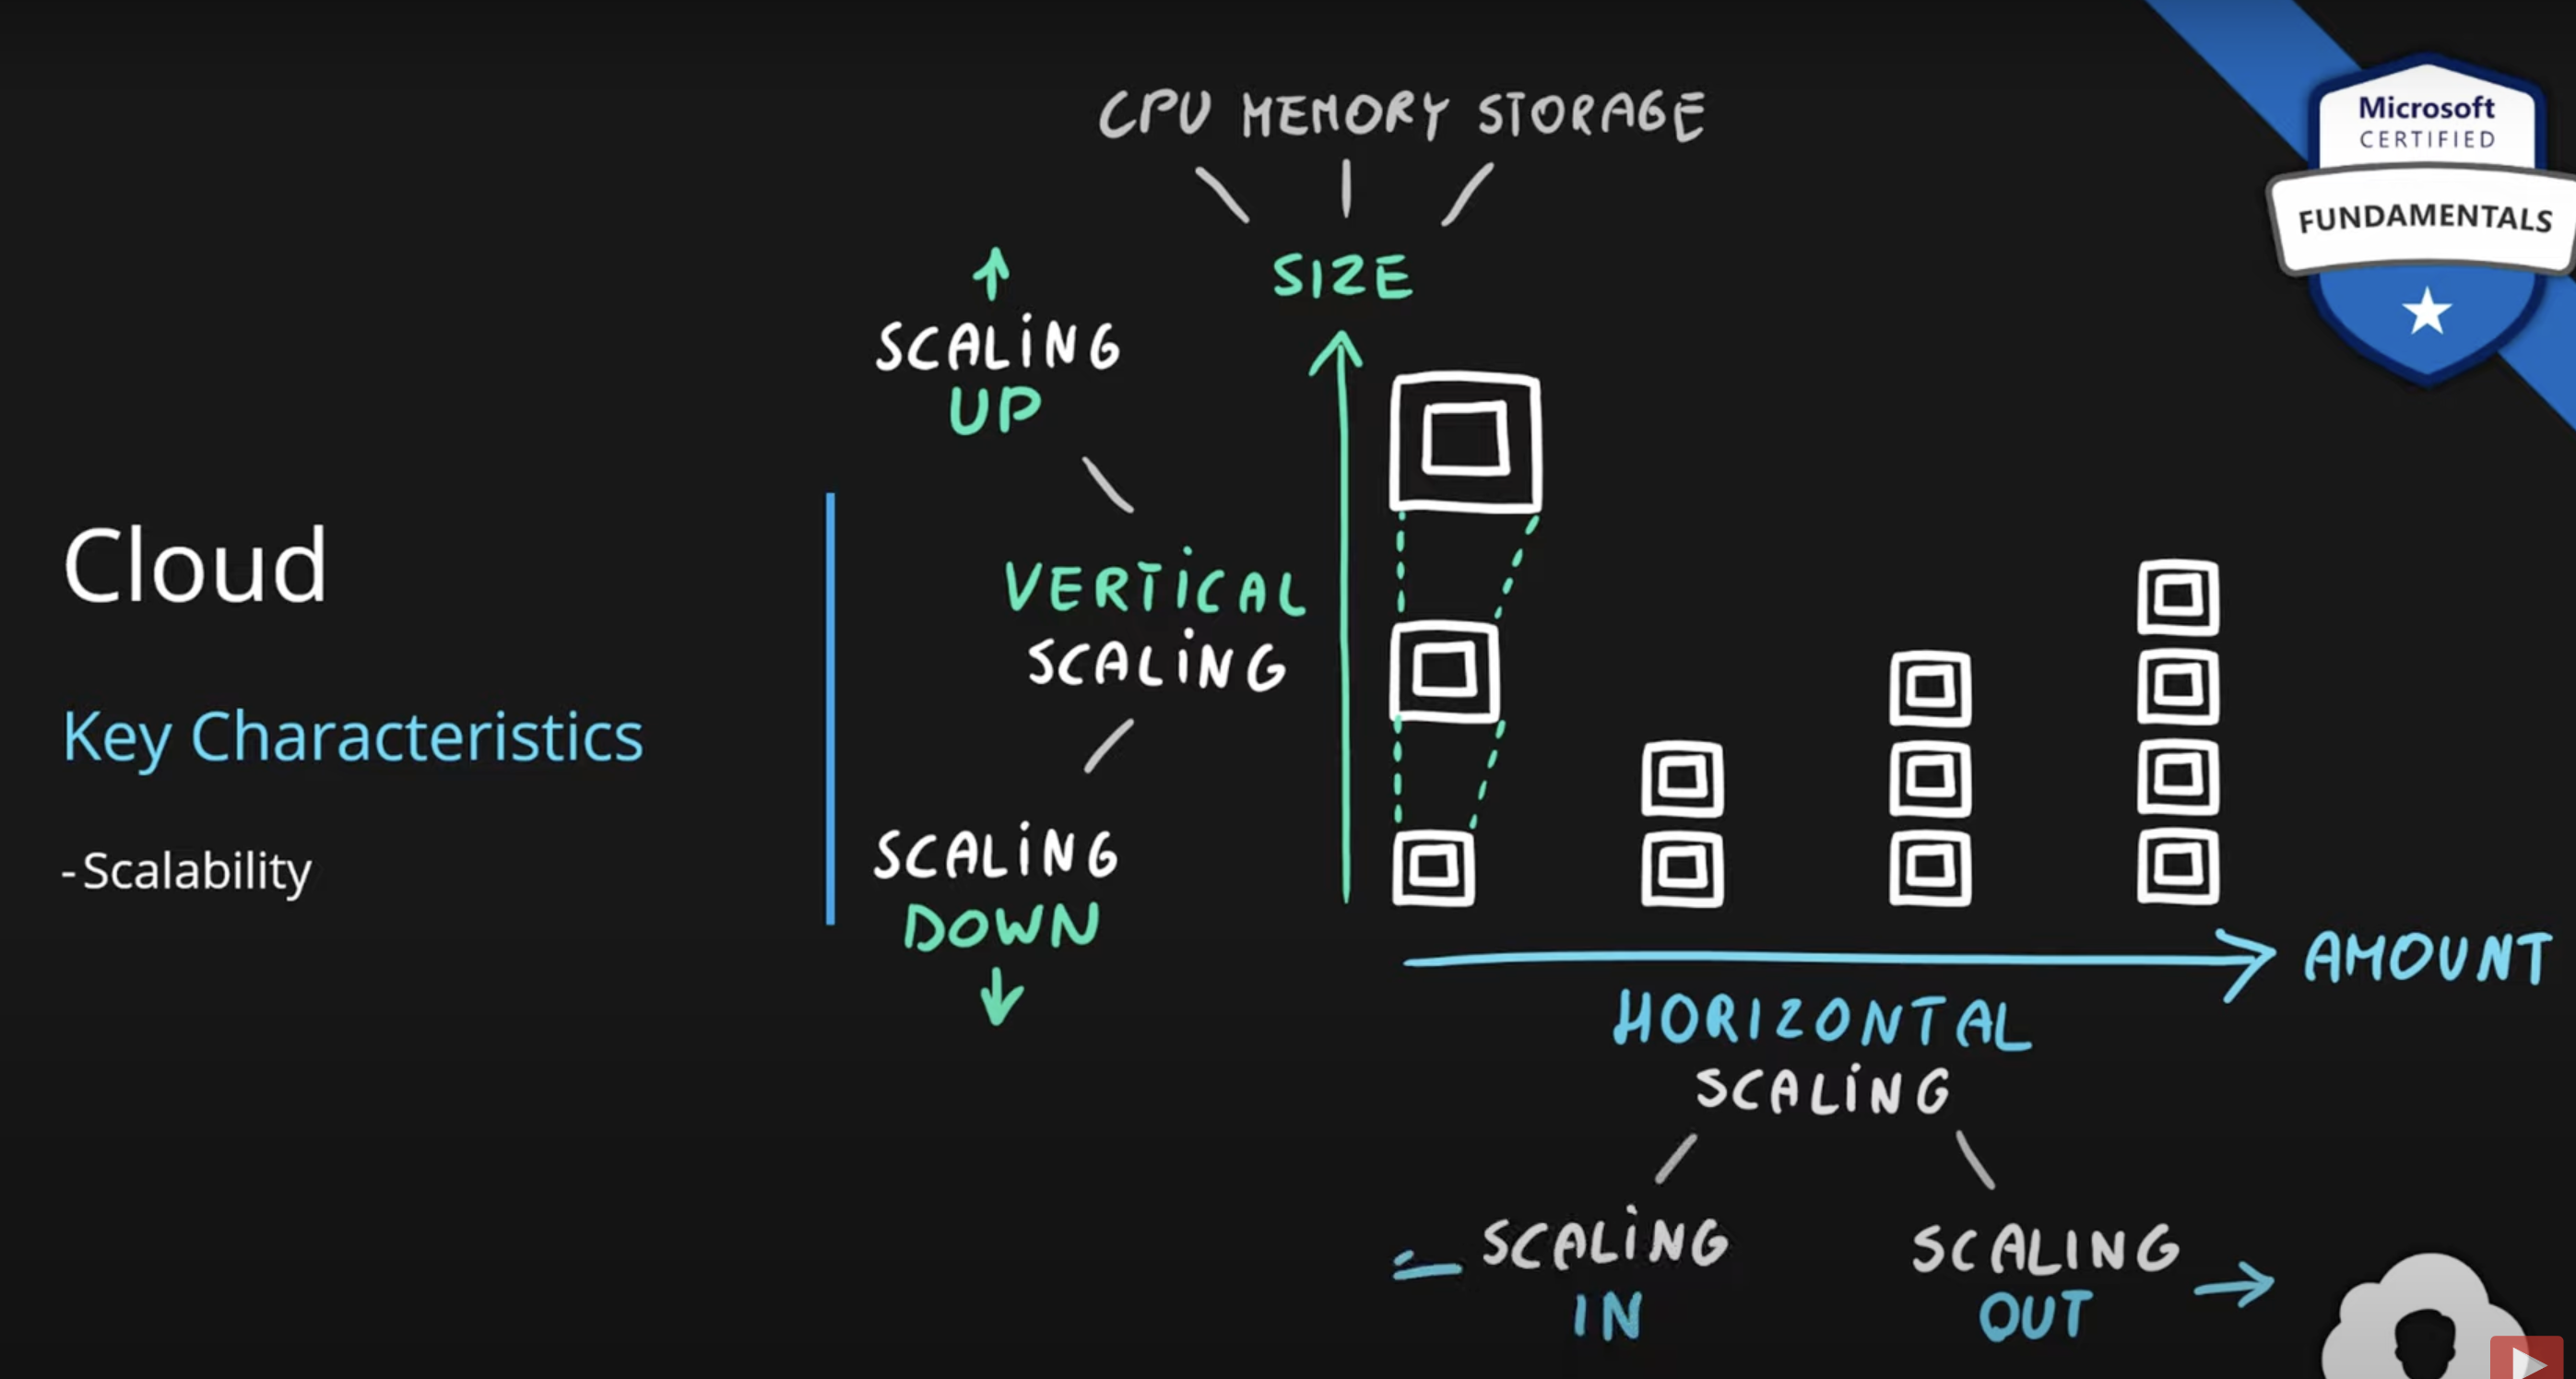 Cloud
Key Characteristics
-Scalability
CPU MEMORY STORAGE
SIZE
SCALING
UP
VERTICAL
SCALING
SCALING
DOWN
AMOUNT
HORIZONTAL
SCALING
SCALING
IN
SCALING
OUT
Microsoft
CERTIFIED
FUNDAMENTALS